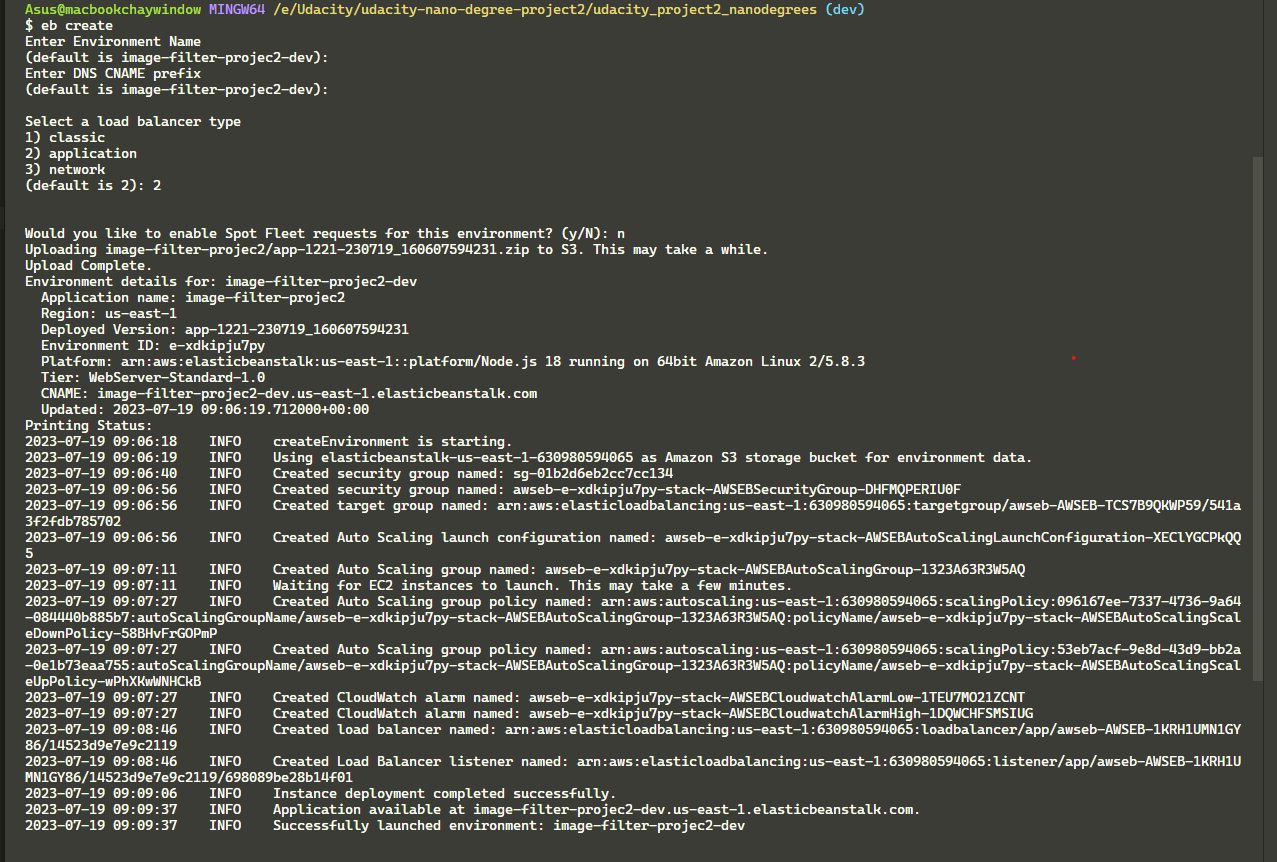 Asus@macbookchaywindow MINGW64 /e/Udacity/udacity-nano-degree-project2/udacity_project2_nanodegrees (dev)
$ eb create
Enter Environment Name
(default is image-filter-projec2-dev):
Enter DNS CNAME prefix
(default is image-filter-projec2-dev):
Select a load balancer type
1) classic
2) application
3) network
(default is 2): 2
Would you like to enable Spot Fleet requests for this environment? (y/N): n
Uploading image-filter-projec2/app-1221-230719_160607594231.zip to S3. This may take a while.
Upload Complete.
Environment details for: image-filter-projec2-dev
  Application name: image-filter-projec2
  Region: us-east-1
  Deployed Version: app-1221-230719_160607594231
  Environment ID: e-xdkipju7py
  Platform: arn:aws:elasticbeanstalk:us-east-1::platform/Node.js 18 running on 64bit Amazon Linux 2/5.8.3
  Tier: WebServer-Standard-1.0
  CNAME: image-filter-projec2-dev.us-east-1.elasticbeanstalk.com
  Updated: 2023-07-19 09:06:19.712000+00:00
Printing Status:
2023-07-19 09:06:18    INFO    createEnvironment is starting.
2023-07-19 09:06:19    INFO    Using elasticbeanstalk-us-east-1-630980594065 as Amazon S3 storage bucket for environment data.
2023-07-19 09:06:40    INFO    Created security group named: sg-01b2d6eb2cc7cc134
2023-07-19 09:06:56    INFO    Created security group named: awseb-e-xdkipju7py-stack-AWSEBSecurityGroup-DHFMQPERIU0F
2023-07-19 09:06:56    INFO    Created target group named: arn:aws:elasticloadbalancing:us-east-1:630980594065:targetgroup/awseb-AWSEB-TCS7B9QKWP59/541a
3f2fdb785702
2023-07-19 09:06:56    INFO    Created Auto Scaling launch configuration named: awseb-e-xdkipju7py-stack-AWSEBAutoScalingLaunchConfiguration-XEClYGCPkQQ
5
2023-07-19 09:07:11    INFO    Created Auto Scaling group named: awseb-e-xdkipju7py-stack-AWSEBAutoScalingGroup-1323A63R3W5AQ
2023-07-19 09:07:11    INFO    Waiting for EC2 instances to launch. This may take a few minutes.
2023-07-19 09:07:27    INFO    Created Auto Scaling group policy named: arn:aws:autoscaling:us-east-1:630980594065:scalingPolicy:096167ee-7337-4736-9a64
-084440b885b7:autoScalingGroupName/awseb-e-xdkipju7py-stack-AWSEBAutoScalingGroup-1323A63R3W5AQ:policyName/awseb-e-xdkipju7py-stack-AWSEBAutoScalingScal
eDownPolicy-58BHvFrGOPmP
2023-07-19 09:07:27    INFO    Created Auto Scaling group policy named: arn:aws:autoscaling:us-east-1:630980594065:scalingPolicy:53eb7acf-9e8d-43d9-bb2a
-0e1b73eaa755:autoScalingGroupName/awseb-e-xdkipju7py-stack-AWSEBAutoScalingGroup-1323A63R3W5AQ:policyName/awseb-e-xdkipju7py-stack-AWSEBAutoScalingScal
eUpPolicy-wPhXKwWNHCkB
2023-07-19 09:07:27    INFO    Created CloudWatch alarm named: awseb-e-xdkipju7py-stack-AWSEBCloudwatchAlarmLow-1TEU7MO21ZCNT
2023-07-19 09:07:27    INFO    Created CloudWatch alarm named: awseb-e-xdkipju7py-stack-AWSEBCloudwatchAlarmHigh-1DQWCHFSMSIUG
2023-07-19 09:08:46    INFO    Created load balancer named: arn:aws:elasticloadbalancing:us-east-1:630980594065:loadbalancer/app/awseb-AWSEB-1KRH1UMN1GY
86/14523d9e7e9c2119
2023-07-19 09:08:46    INFO    Created Load Balancer listener named: arn:aws:elasticloadbalancing:us-east-1:630980594065:listener/app/awseb-AWSEB-1KRH1U
MN1GY86/14523d9e7e9c2119/698089be28b14f01
2023-07-19 09:09:06    INFO    Instance deployment completed successfully.
2023-07-19 09:09:37    INFO    Application available at image-filter-projec2-dev.us-east-1.elasticbeanstalk.com.
2023-07-19 09:09:37    INFO    Successfully launched environment: image-filter-projec2-dev